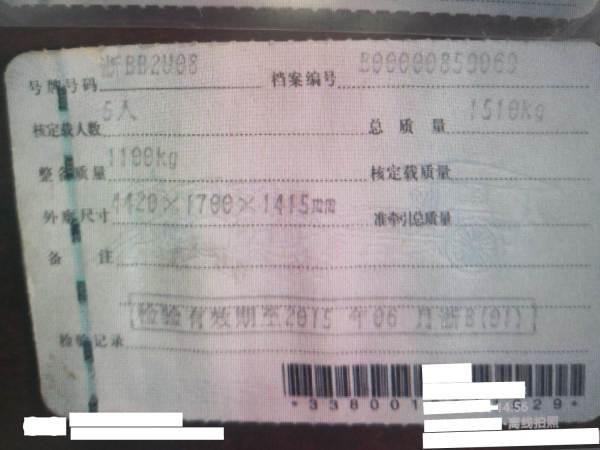 号牌号码 浙BB2U08 档案编号 B00000859069
核定载人数 5人 总质量 1510kg
整备质量 1100kg 核定载质量
外廓尺寸 4420×1700×1415mm 准牵引总质量
备注
检验有效期至2015年06月浙B(01)
检验记录
离线拍照